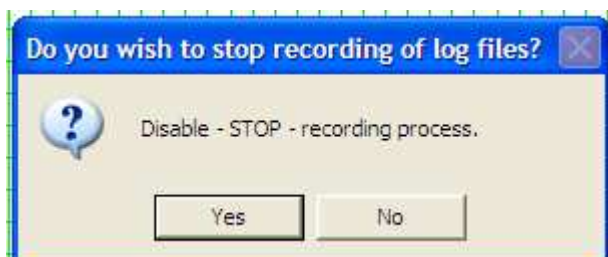 Do you wish to stop recording of log files?
Disable - STOP - recording process.
Yes No